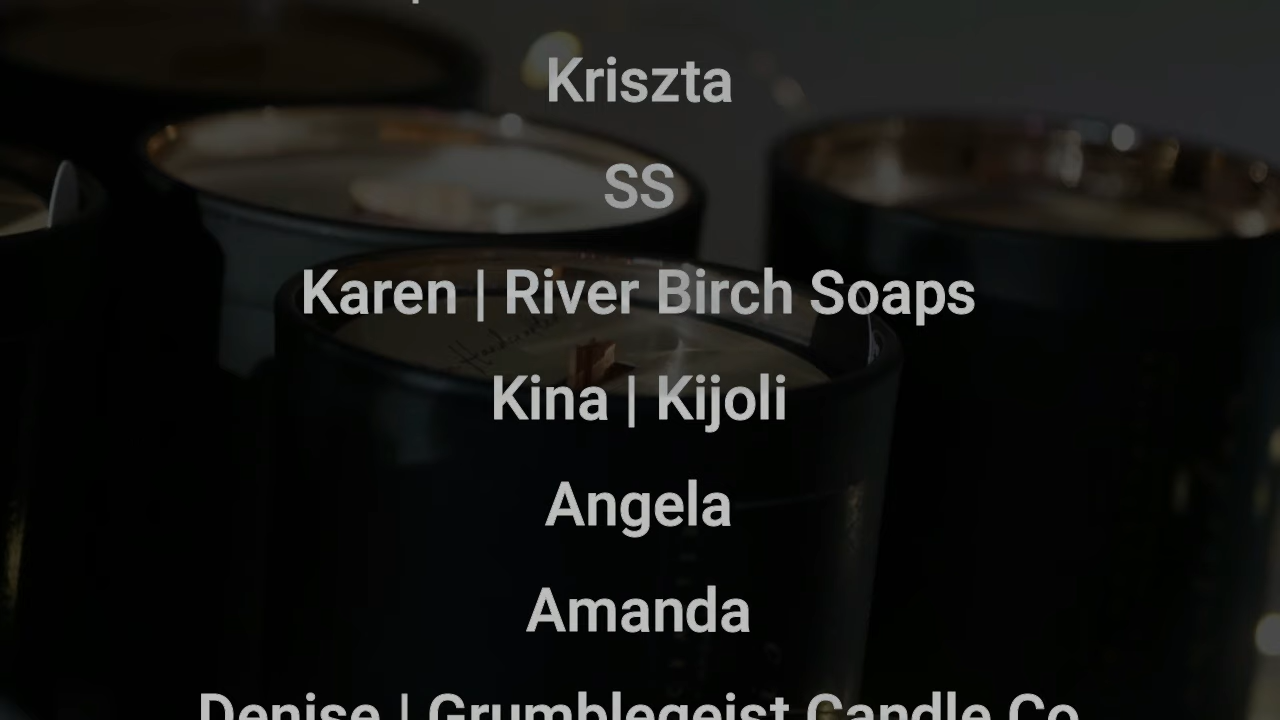 Kriszta
SS
Karen | River Birch Soaps
Kina | Kijoli
Angela
Amanda
Denise | Grumblegeist Candle Co